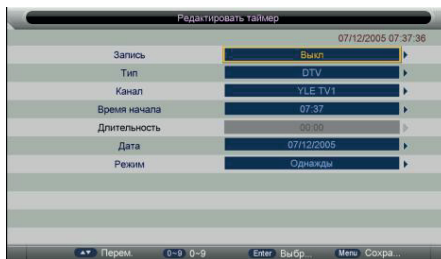 Редактировать таймер
07/12/2005 07:37:36
Запись Выкл
Тип DTV
Канал YLE TV1
Время начала 07:37
Длительность 00:00
Дата 07/12/2005
Режим Однажды
Перем. 0~9 0~9 Enter Выбр... Menu Сохра...